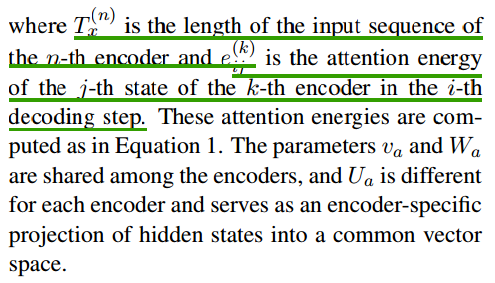 where T_x^{(n)} is the length of the input sequence of
the n-th encoder and e_{ij}^{(k)} is the attention energy
of the j-th state of the k-th encoder in the i-th
decoding step. These attention energies are com-
puted as in Equation 1. The parameters v_a and W_a
are shared among the encoders, and U_a is different
for each encoder and serves as an encoder-specific
projection of hidden states into a common vector
space.